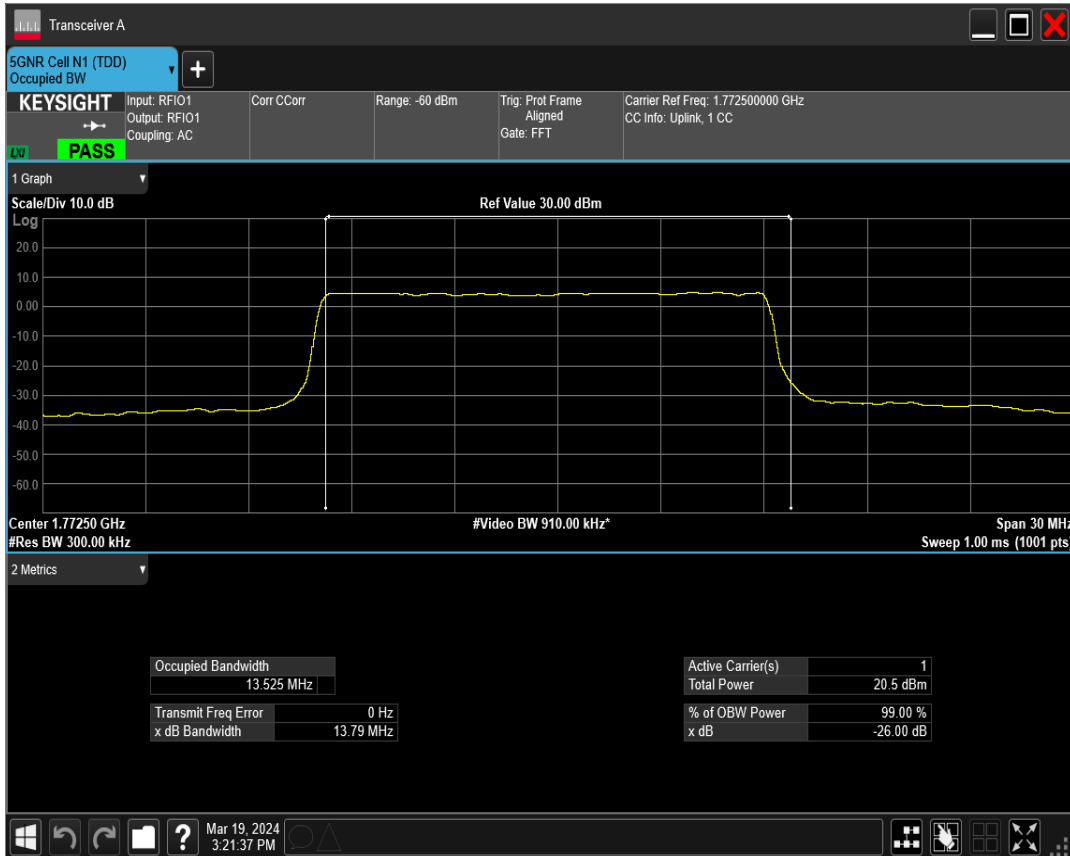 Transceiver A
5GNR Cell N1 (TDD)
Occupied BW
+
KEYSIGHT
LXI
PASS
Input: RFIO1
Output: RFIO1
Coupling: AC
Corr CCorr
Range: -60 dBm
Trig: Prot Frame
Aligned
Gate: FFT
Carrier Ref Freq: 1.772500000 GHz
CC Info: Uplink, 1 CC
1 Graph
Scale/Div 10.0 dB
Ref Value 30.00 dBm
Log
20.0
10.0
0.00
-10.0
-20.0
-30.0
-40.0
-50.0
-60.0
Center 1.77250 GHz
#Video BW 910.00 kHz*
Span 30 MHz
#Res BW 300.00 kHz
Sweep 1.00 ms (1001 pts)
2 Metrics
Occupied Bandwidth
13.525 MHz
Transmit Freq Error 0 Hz
x dB Bandwidth 13.79 MHz
Active Carrier(s) 1
Total Power 20.5 dBm
% of OBW Power 99.00 %
x dB -26.00 dB
?
Mar 19, 2024
3:21:37 PM